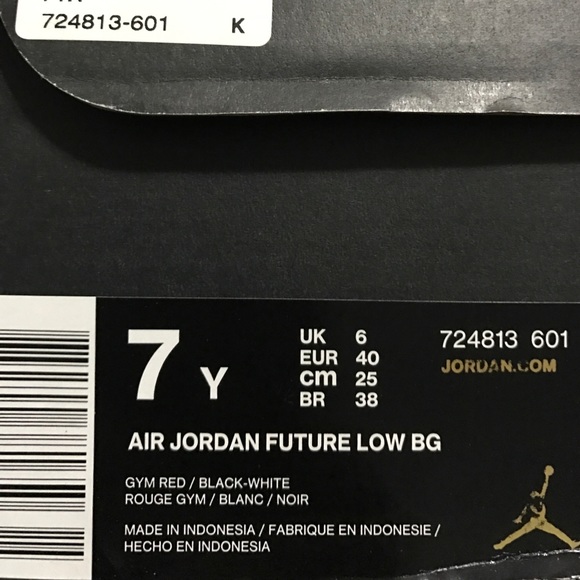 724813-601 K
7 Y
UK 6
EUR 40
cm 25
BR 38
724813 601
JORDAN.COM
AIR JORDAN FUTURE LOW BG
GYM RED / BLACK-WHITE
ROUGE GYM / BLANC / NOIR
MADE IN INDONESIA / FABRIQUE EN INDONESIE /
HECHO EN INDONESIA